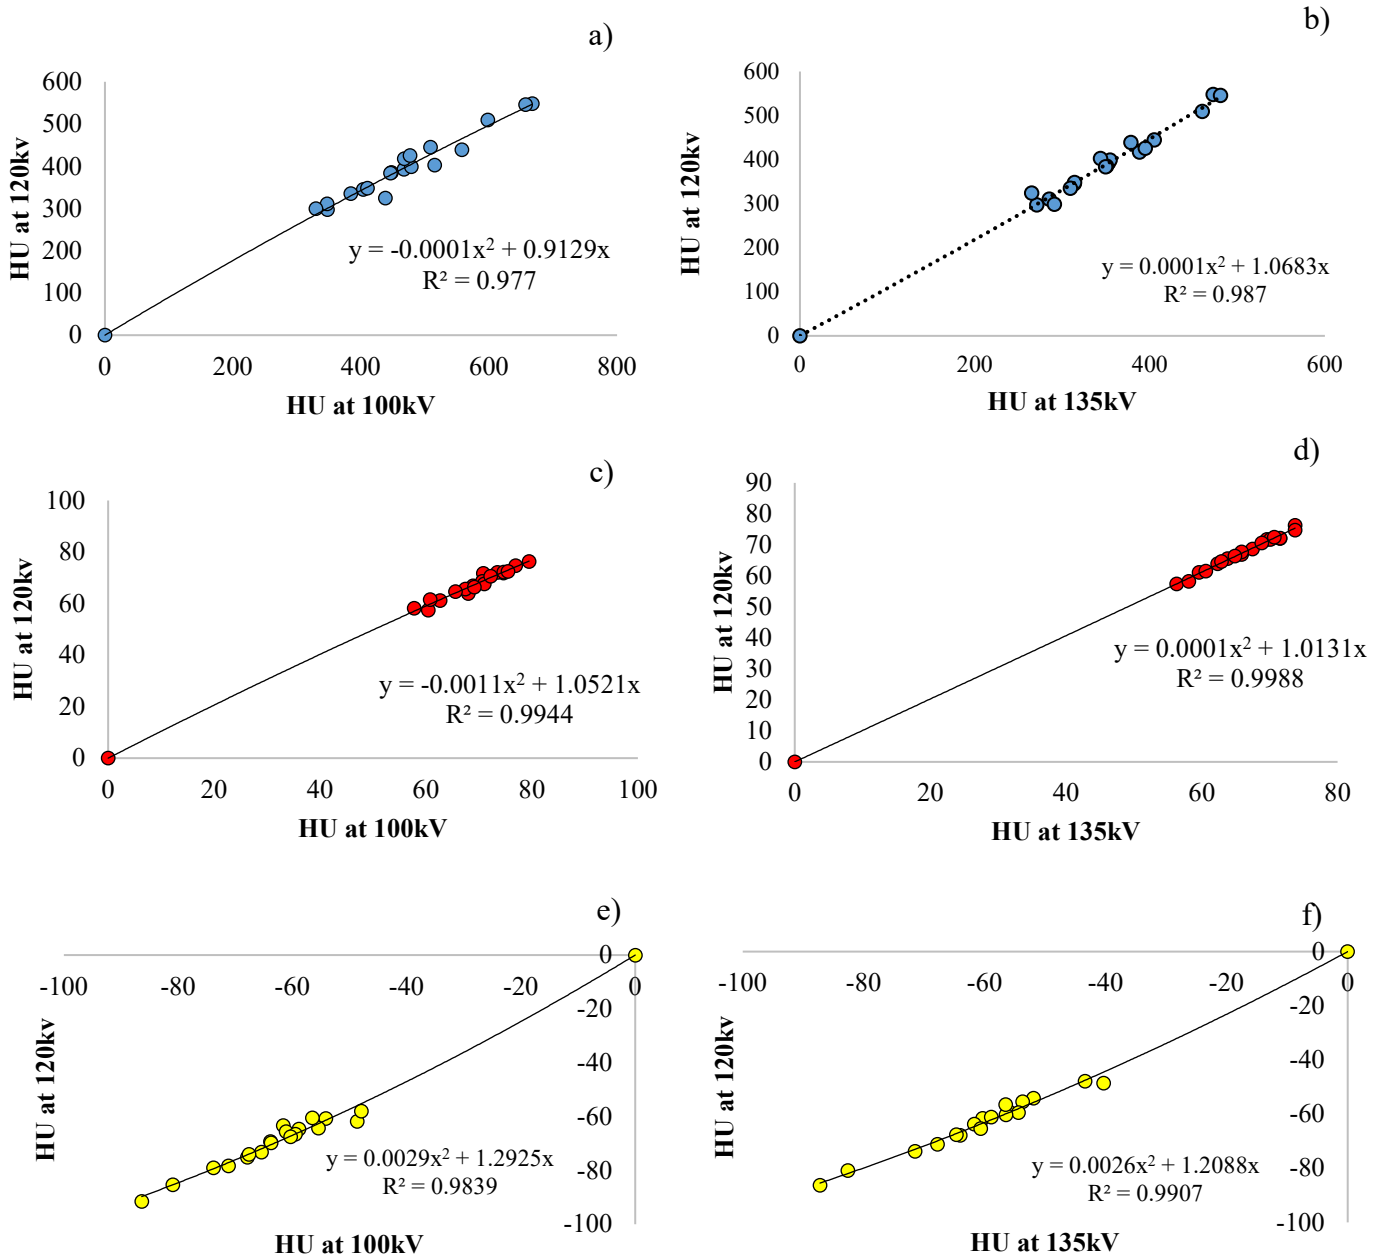 a)
600
500
400
300
200
100
0
0 200 400 600 800
HU at 120kv
HU at 100kV
y = -0.0001x² + 0.9129x
R² = 0.977
b)
600
500
400
300
200
100
0
0 200 400 600
HU at 120kv
HU at 135kV
y = 0.0001x² + 1.0683x
R² = 0.987
c)
100
80
60
40
20
0
0 20 40 60 80 100
HU at 120kv
HU at 100kV
y = -0.0011x² + 1.0521x
R² = 0.9944
d)
90
80
70
60
50
40
30
20
10
0
0 20 40 60 80
HU at 120kv
HU at 135kV
y = 0.0001x² + 1.0131x
R² = 0.9988
e)
0
-100 -80 -60 -40 -20 0
-20
-40
-60
-80
-100
HU at 120kv
HU at 100kV
y = 0.0029x² + 1.2925x
R² = 0.9839
f)
0
-100 -80 -60 -40 -20 0
-20
-40
-60
-80
-100
HU at 120kv
HU at 135kV
y = 0.0026x² + 1.2088x
R² = 0.9907